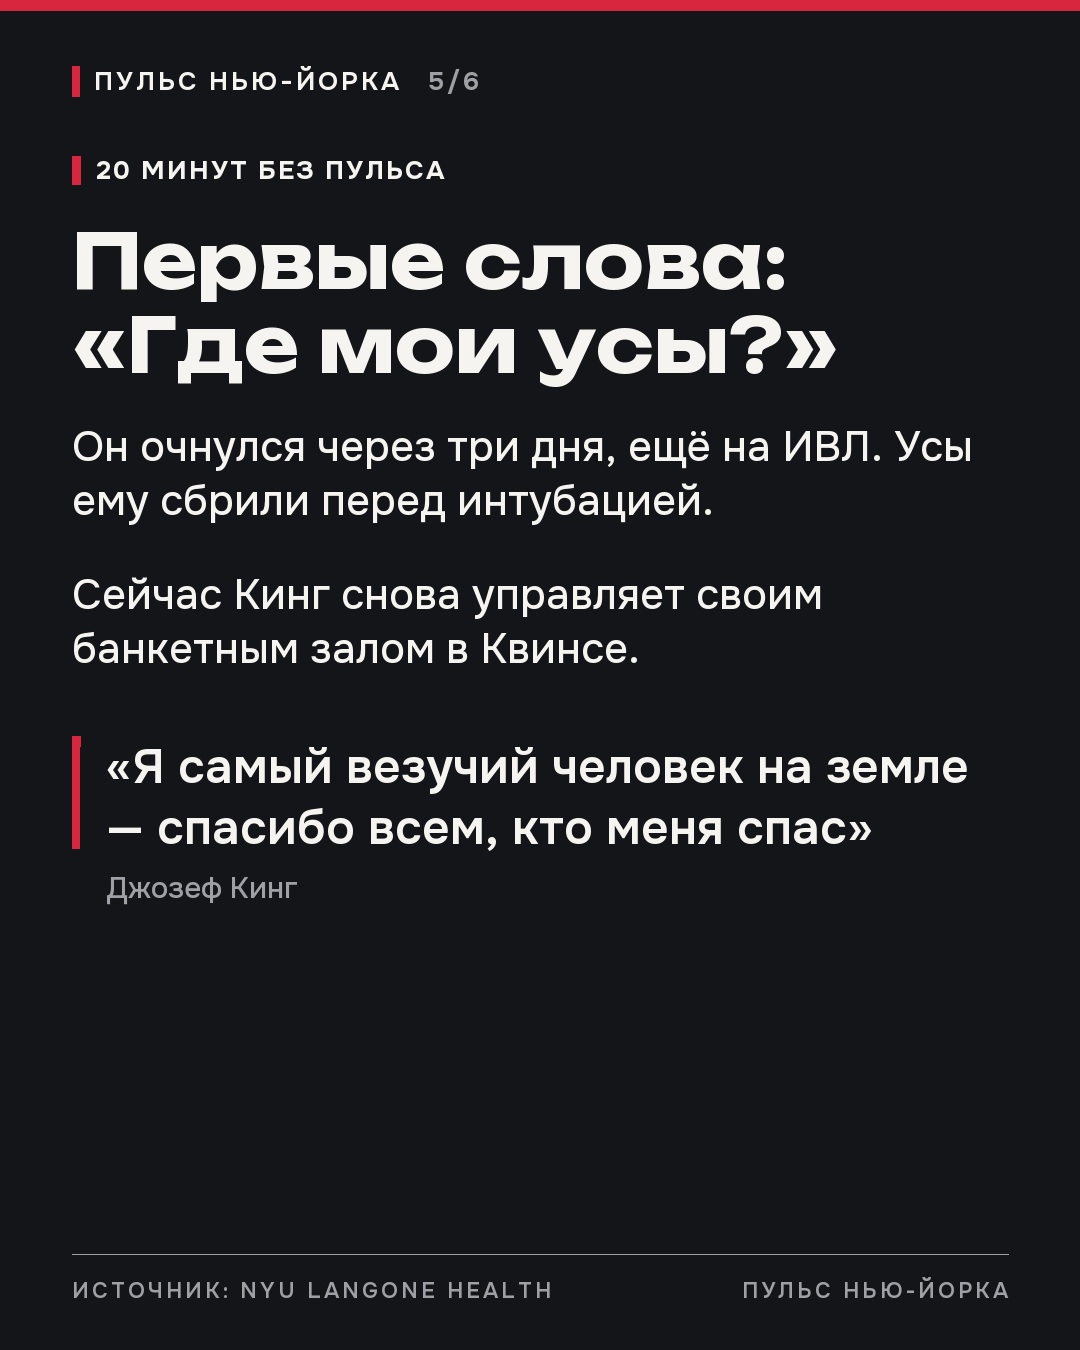 ПУЛЬС НЬЮ-ЙОРКА 5/6
20 МИНУТ БЕЗ ПУЛЬСА
Первые слова:
«Где мои усы?»
Он очнулся через три дня, ещё на ИВЛ. Усы
ему сбрили перед интубацией.
Сейчас Кинг снова управляет своим
банкетным залом в Квинсе.
«Я самый везучий человек на земле
— спасибо всем, кто меня спас»
Джозеф Кинг
ИСТОЧНИК: NYU LANGONE HEALTH
ПУЛЬС НЬЮ-ЙОРКА